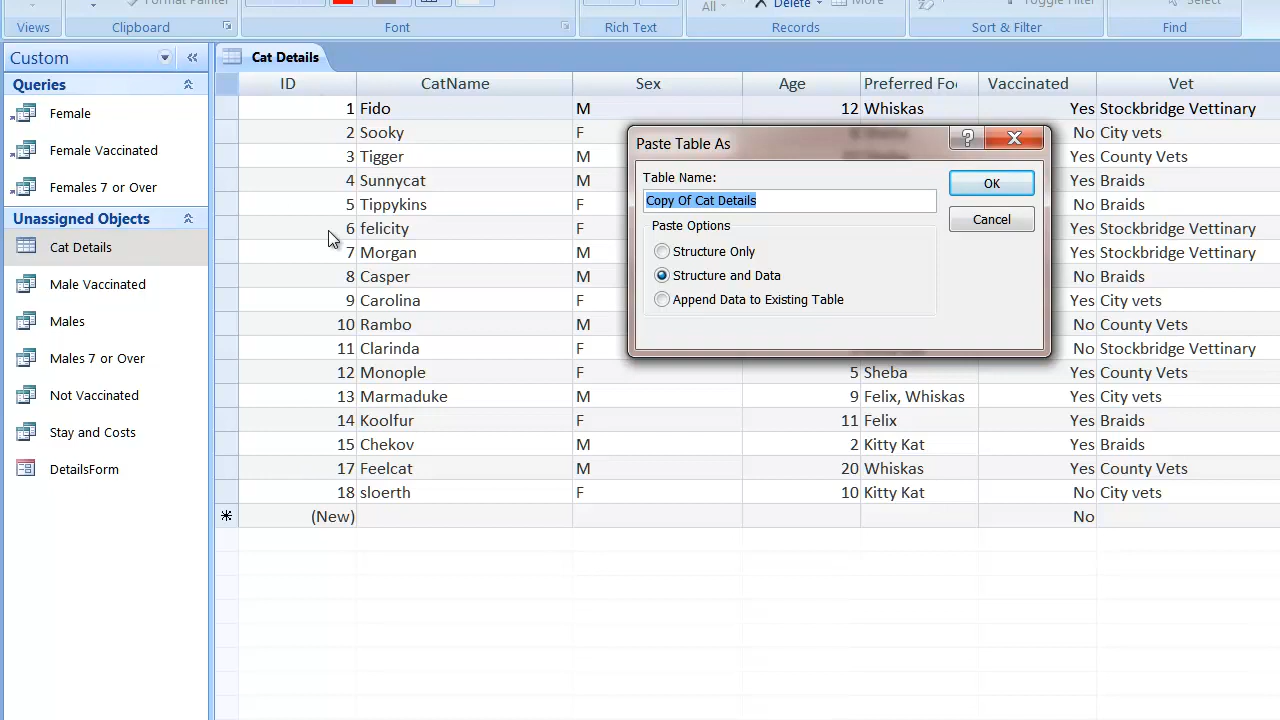 Format Painter
All
Delete
More
Toggle Filter
Select
Views
Clipboard
Font
Rich Text
Records
Sort & Filter
Find
Custom
Queries
Female
Female Vaccinated
Females 7 or Over
Unassigned Objects
Cat Details
Male Vaccinated
Males
Males 7 or Over
Not Vaccinated
Stay and Costs
DetailsForm
Cat Details
ID CatName Sex Age Preferred Foo Vaccinated Vet
1 Fido M 12 Whiskas Yes Stockbridge Vettinary
2 Sooky F No City vets
3 Tigger M Yes County Vets
4 Sunnycat M Yes Braids
5 Tippykins F No Braids
6 felicity F Yes Stockbridge Vettinary
7 Morgan M Yes Stockbridge Vettinary
8 Casper M No Braids
9 Carolina F Yes City vets
10 Rambo M No County Vets
11 Clarinda F No Stockbridge Vettinary
12 Monople F 5 Sheba Yes County Vets
13 Marmaduke M 9 Felix, Whiskas Yes City vets
14 Koolfur F 11 Felix Yes Braids
15 Chekov M 2 Kitty Kat Yes Braids
17 Feelcat M 20 Whiskas Yes County Vets
18 sloerth F 10 Kitty Kat No City vets
(New) No
Paste Table As
Table Name:
Copy Of Cat Details
Paste Options
Structure Only
Structure and Data
Append Data to Existing Table
OK
Cancel